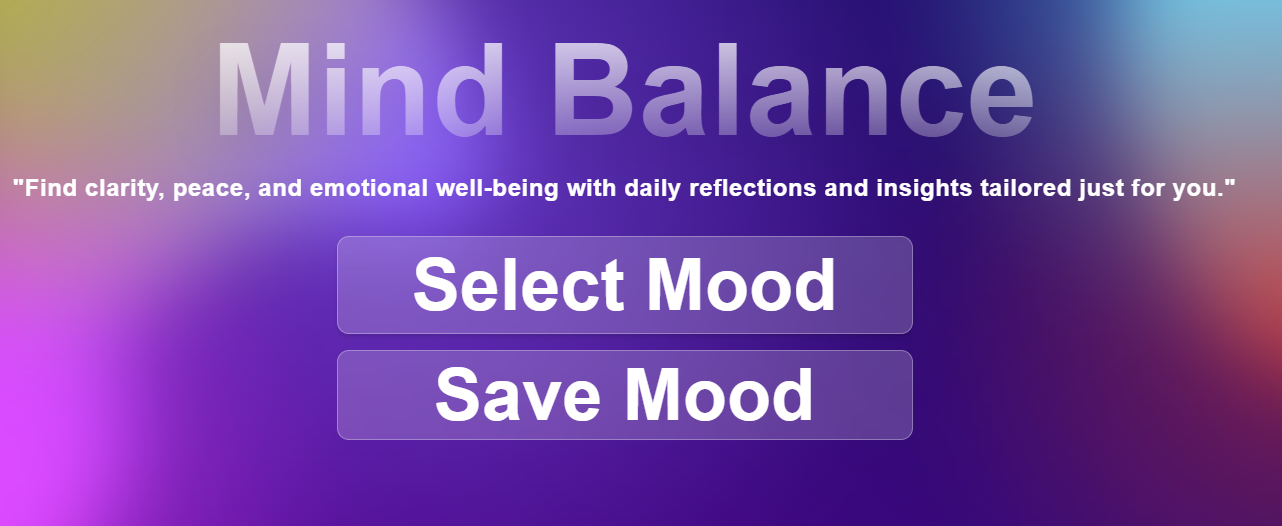 Mind Balance
"Find clarity, peace, and emotional well-being with daily reflections and insights tailored just for you."
Select Mood
Save Mood